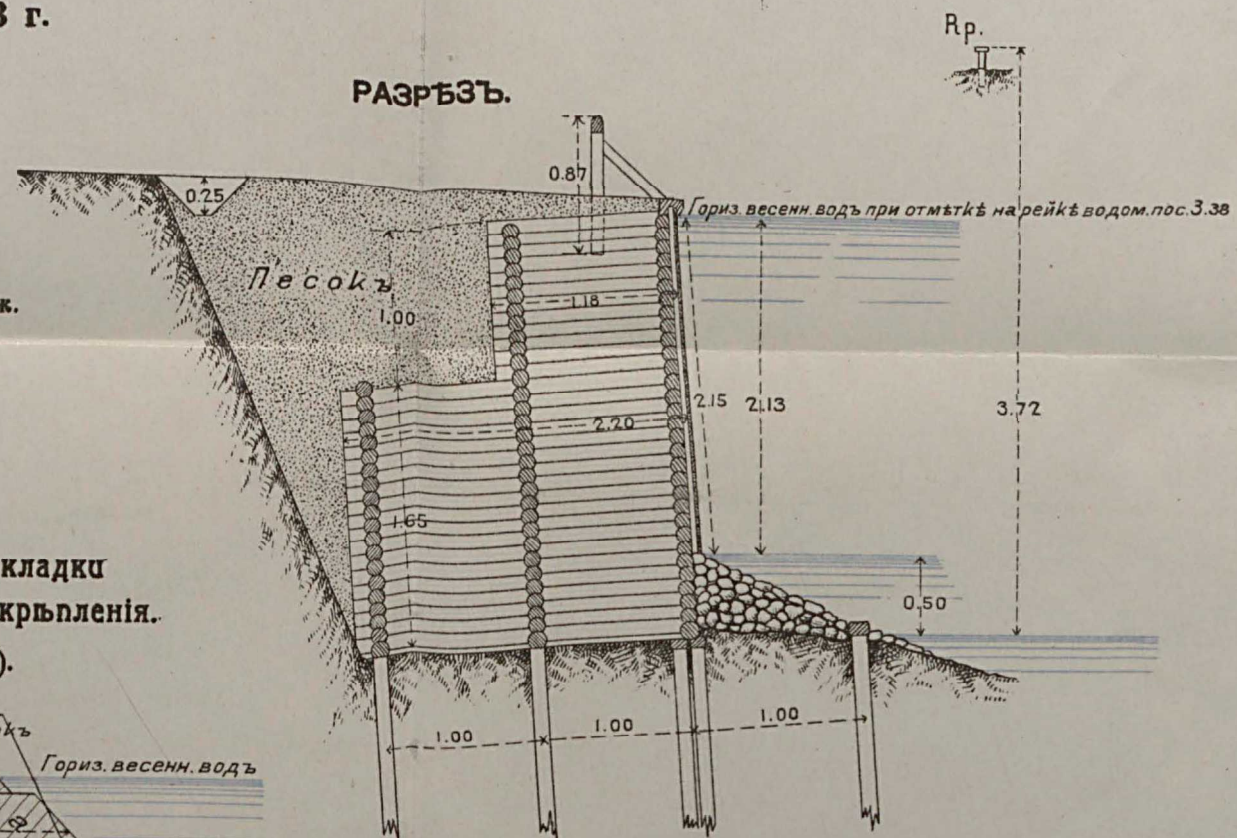 3 г.
Rp.
РАЗРѢЗЪ.
0.87
0.25
Гориз. весенн. водъ при отмѣткѣ на рейкѣ водом. пос. 3.38
Песокъ
к.
1.18
1.00
2.15
2.13
3.72
2.20
1.65
кладки
крѣпленія.
0.50
).
1.00
1.00
1.00
окъ
Гориз. весенн. водъ